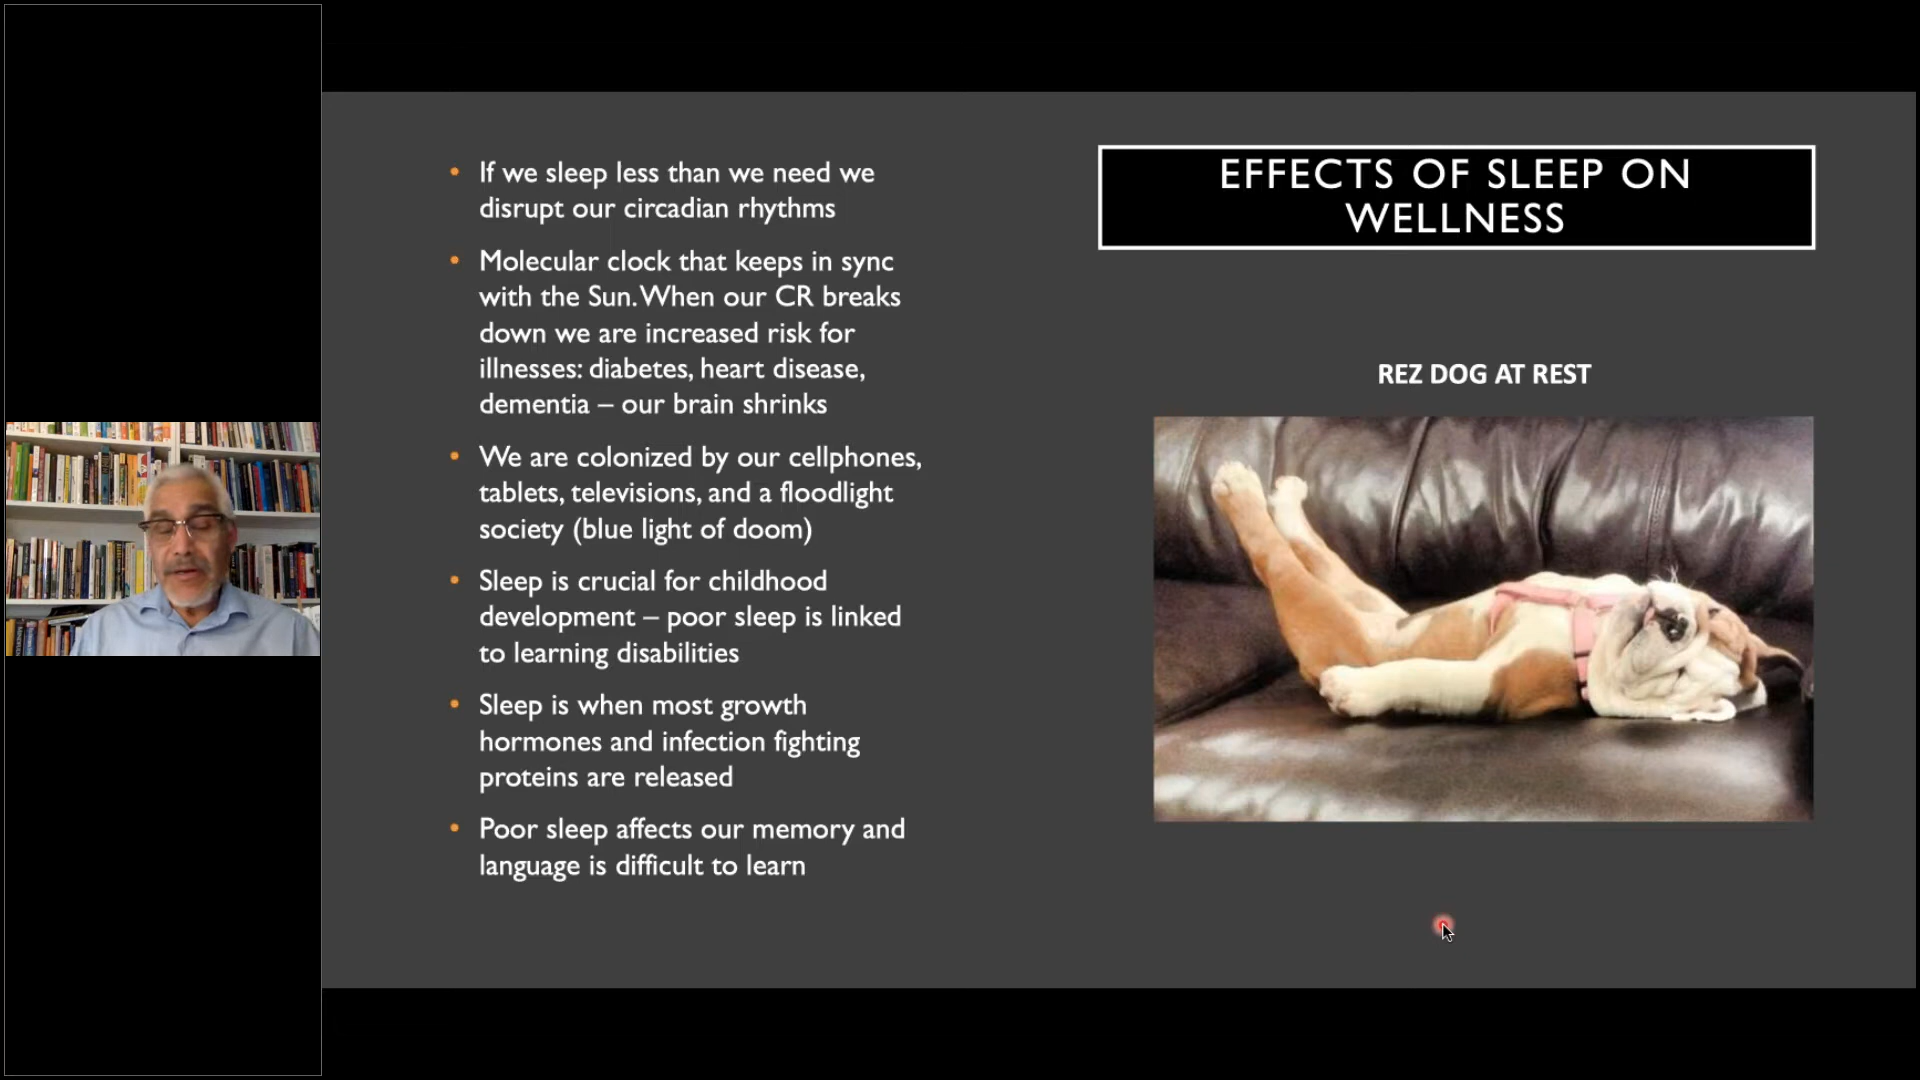 If we sleep less than we need we
disrupt our circadian rhythms
Molecular clock that keeps in sync
with the Sun. When our CR breaks
down we are increased risk for
illnesses: diabetes, heart disease,
dementia – our brain shrinks
We are colonized by our cellphones,
tablets, televisions, and a floodlight
society (blue light of doom)
Sleep is crucial for childhood
development – poor sleep is linked
to learning disabilities
Sleep is when most growth
hormones and infection fighting
proteins are released
Poor sleep affects our memory and
language is difficult to learn
EFFECTS OF SLEEP ON
WELLNESS
REZ DOG AT REST